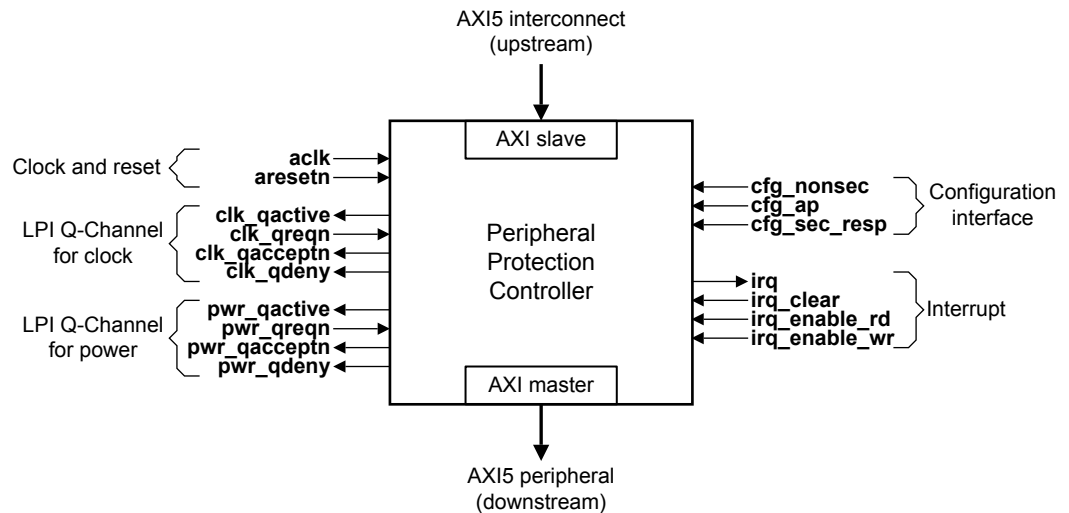 AXI5 interconnect
(upstream)
AXI slave
Clock and reset
aclk
aresetn
LPI Q-Channel
for clock
clk_qactive
clk_qreqn
clk_qacceptn
clk_qdeny
LPI Q-Channel
for power
pwr_qactive
pwr_qreqn
pwr_qacceptn
pwr_qdeny
Peripheral
Protection
Controller
cfg_nonsec
cfg_ap
cfg_sec_resp
Configuration
interface
irq
irq_clear
irq_enable_rd
irq_enable_wr
Interrupt
AXI master
AXI5 peripheral
(downstream)